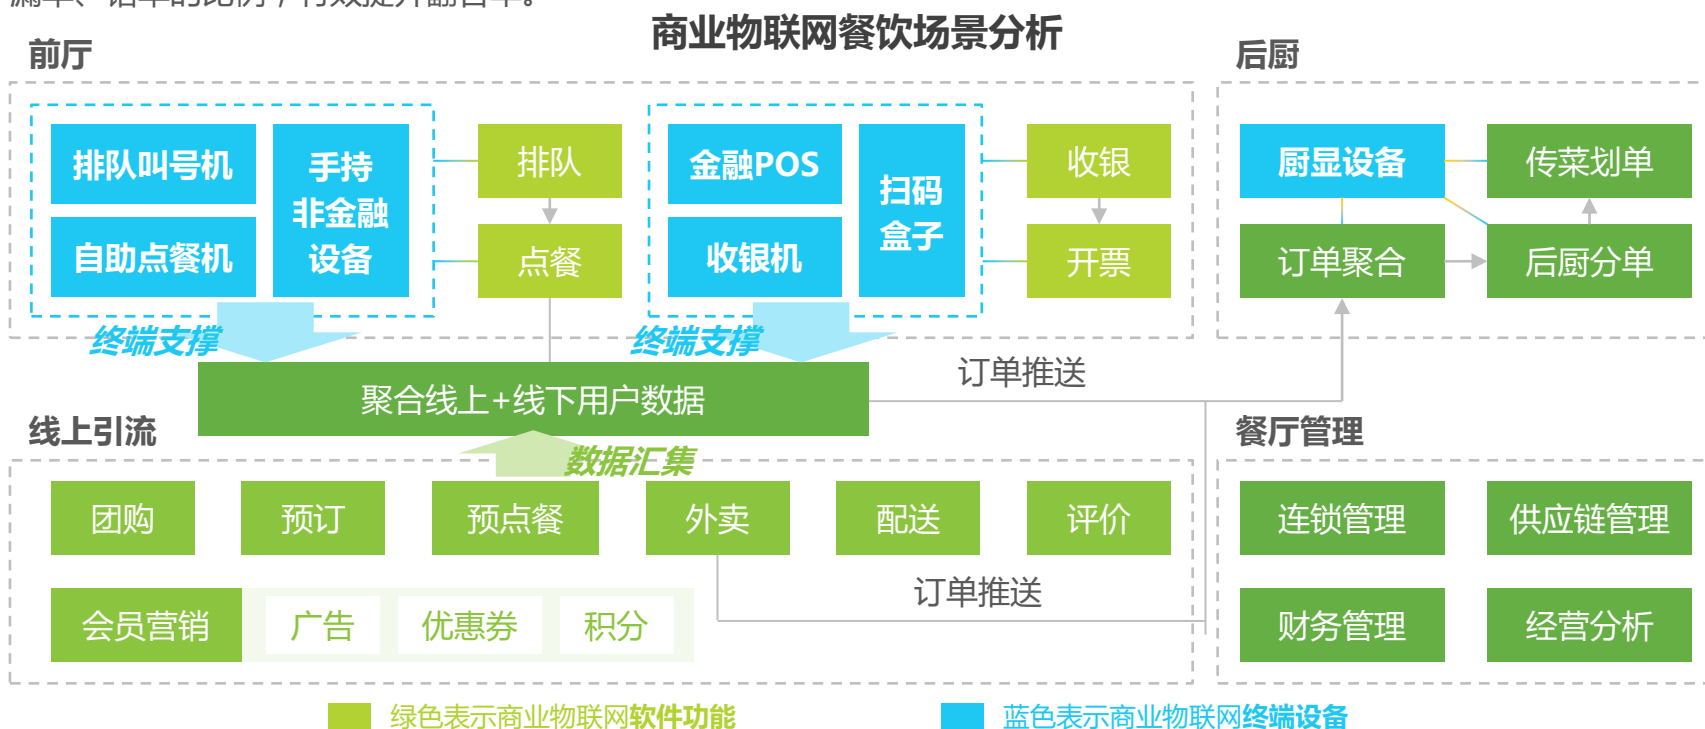 商业物联网餐饮场景分析
前厅
后厨
排队叫号机
手持
非金融
设备
自助点餐机
排队
点餐
金融POS
扫码
盒子
收银机
收银
开票
厨显设备
传菜划单
订单聚合
后厨分单
终端支撑
终端支撑
订单推送
聚合线上+线下用户数据
线上引流
数据汇集
餐厅管理
团购
预订
预点餐
外卖
配送
评价
连锁管理
供应链管理
订单推送
会员营销
广告
优惠券
积分
财务管理
经营分析
绿色表示商业物联网软件功能
蓝色表示商业物联网终端设备